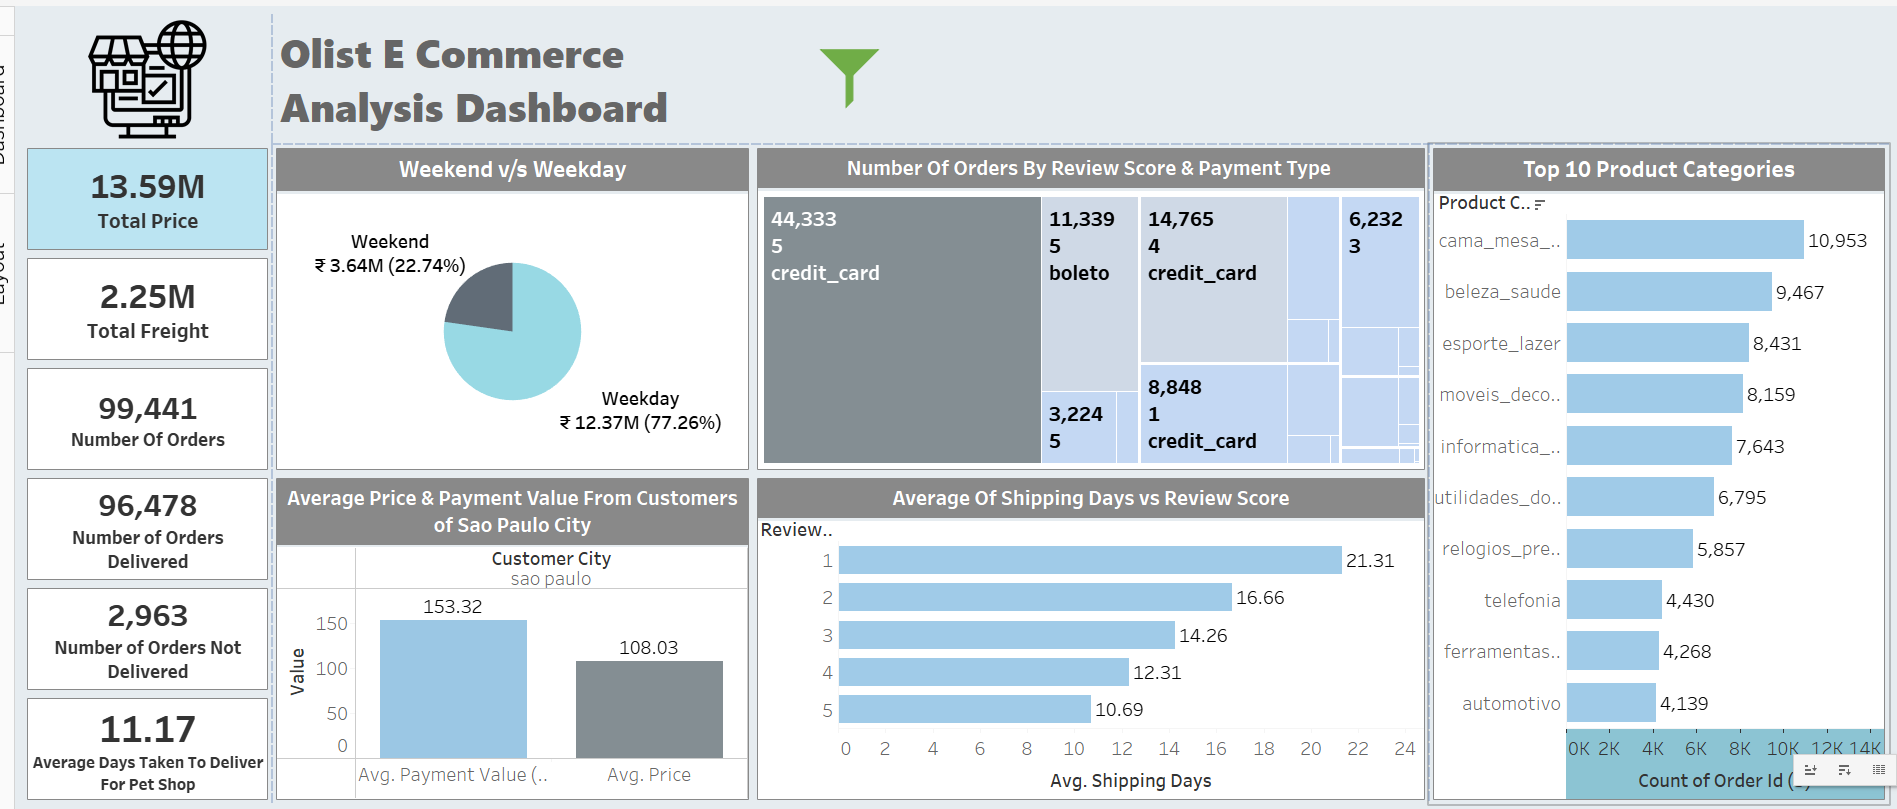 Dashboard
Layout
Olist E Commerce
Analysis Dashboard
13.59M
Total Price
2.25M
Total Freight
99,441
Number Of Orders
96,478
Number of Orders
Delivered
2,963
Number of Orders Not
Delivered
11.17
Average Days Taken To Deliver
For Pet Shop
Weekend v/s Weekday
Weekend
₹ 3.64M (22.74%)
Weekday
₹ 12.37M (77.26%)
Number Of Orders By Review Score & Payment Type
44,333
5
credit_card
11,339
5
boleto
3,224
5
14,765
4
credit_card
8,848
1
credit_card
6,232
3
Average Price & Payment Value From Customers
of Sao Paulo City
Customer City
sao paulo
Value
150
100
50
0
153.32
108.03
Avg. Payment Value (..
Avg. Price
Average Of Shipping Days vs Review Score
Review..
1 21.31
2 16.66
3 14.26
4 12.31
5 10.69
0 2 4 6 8 10 12 14 16 18 20 22 24
Avg. Shipping Days
Top 10 Product Categories
Product C..
cama_mesa_.. 10,953
beleza_saude 9,467
esporte_lazer 8,431
moveis_deco.. 8,159
informatica_.. 7,643
utilidades_do.. 6,795
relogios_pre.. 5,857
telefonia 4,430
ferramentas.. 4,268
automotivo 4,139
0K 2K 4K 6K 8K 10K 12K 14K
Count of Order Id (